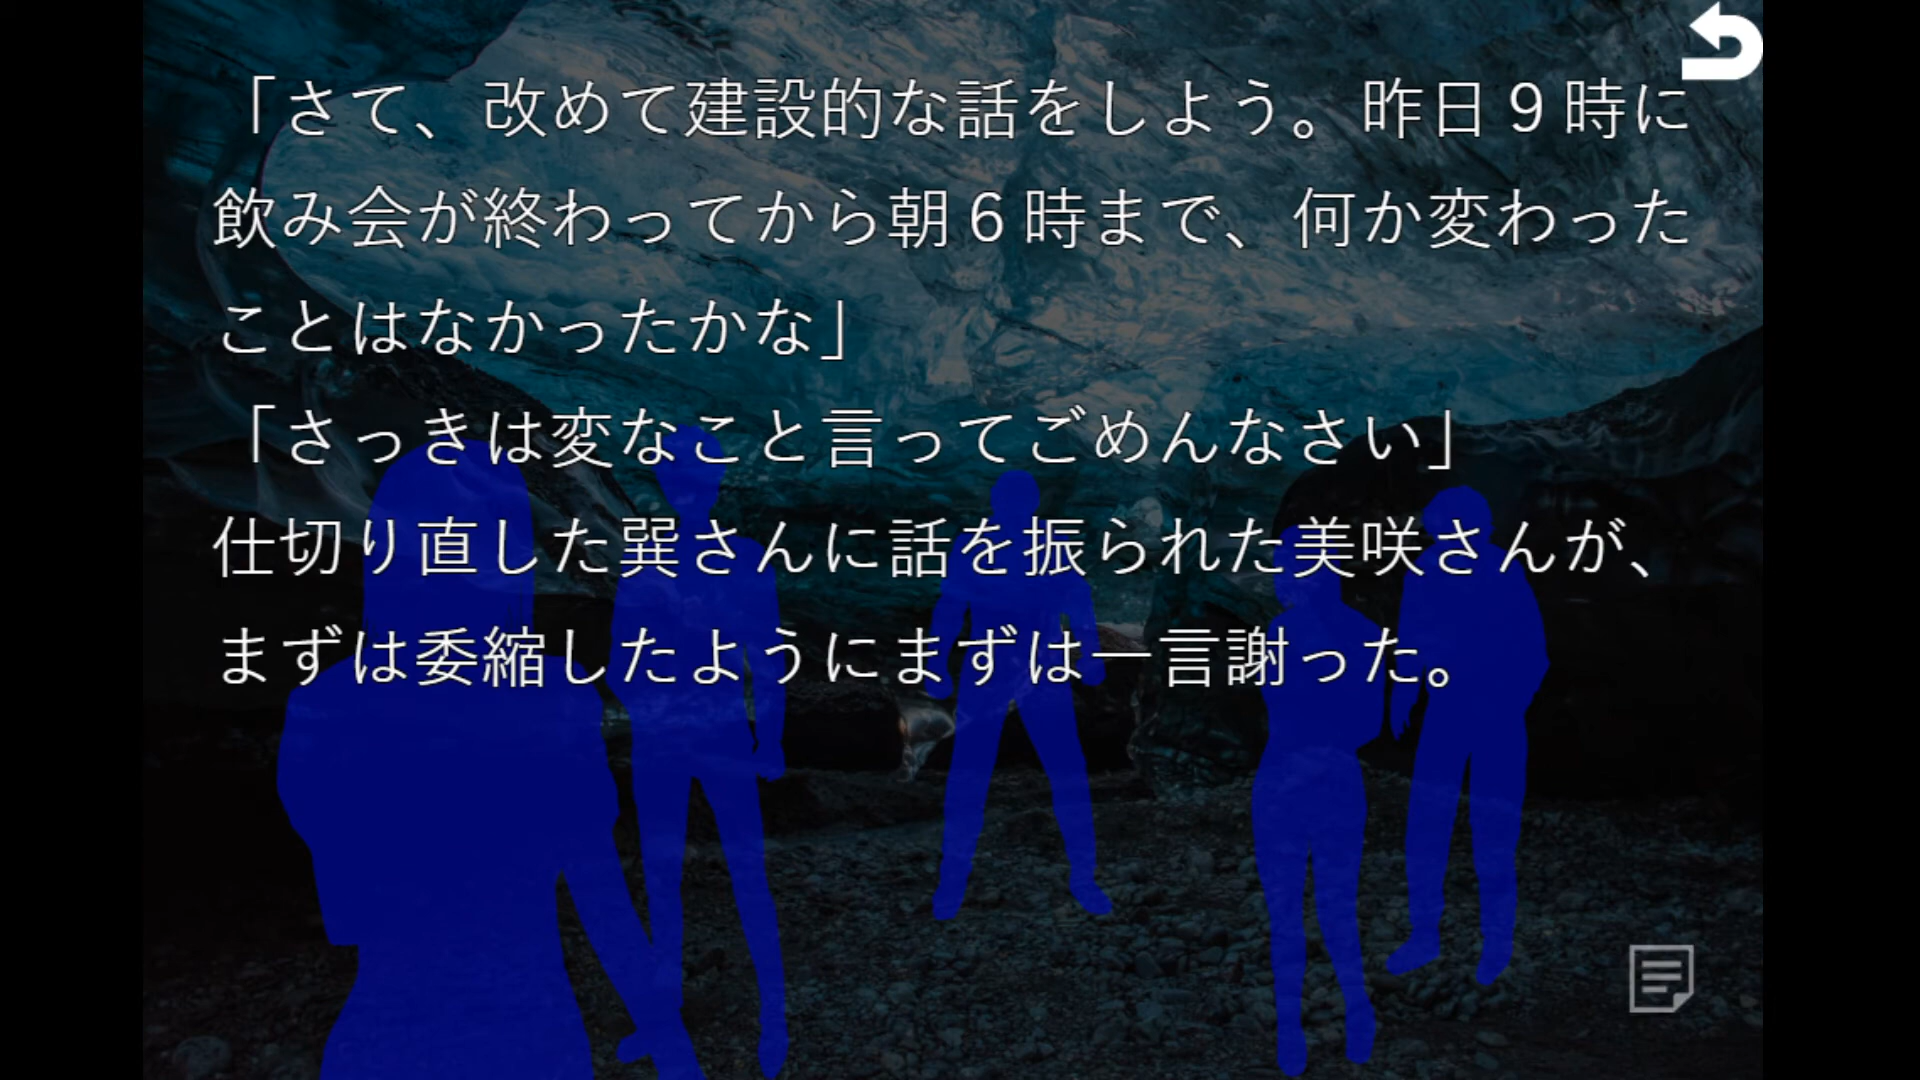 「さて、改めて建設的な話をしよう。昨日９時に
飲み会が終わってから朝６時まで、何か変わった
ことはなかったかな」
「さっきは変なこと言ってごめんなさい」
仕切り直した巽さんに話を振られた美咲さんが、
まずは委縮したようにまずは一言謝った。